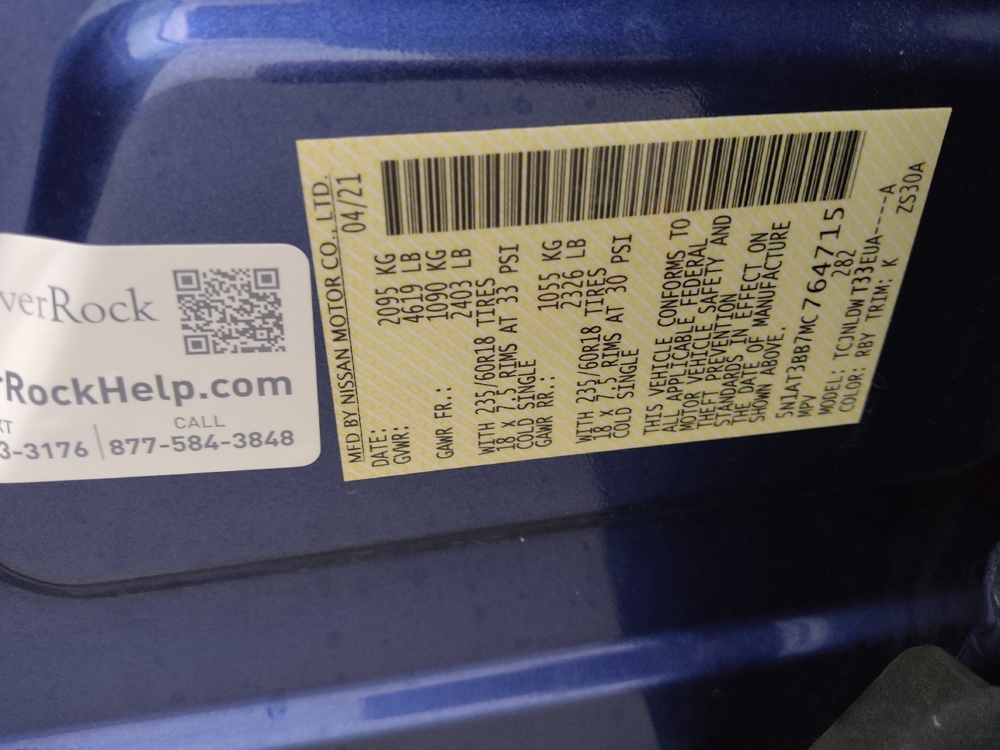 verRock
rRockHelp.com
XT
CALL
3-3176 | 877-584-3848
MFD BY NISSAN MOTOR CO., LTD.
DATE: 04/21
GVWR: 2095 KG
4619 LB
GAWR FR.: 1090 KG
2403 LB
WITH 235/60R18 TIRES
18 X 7.5 RIMS AT 33 PSI
COLD SINGLE
GAWR RR.: 1055 KG
2326 LB
WITH 235/60R18 TIRES
18 X 7.5 RIMS AT 30 PSI
COLD SINGLE
THIS VEHICLE CONFORMS TO
ALL APPLICABLE FEDERAL
MOTOR VEHICLE SAFETY AND
THEFT PREVENTION
STANDARDS IN EFFECT ON
THE DATE OF MANUFACTURE
SHOWN ABOVE.
5N1AT3BB7MC764715
MPV 282
MODEL: TCJNLDWT33EUA----A
COLOR: RBY TRIM: K ZS30A